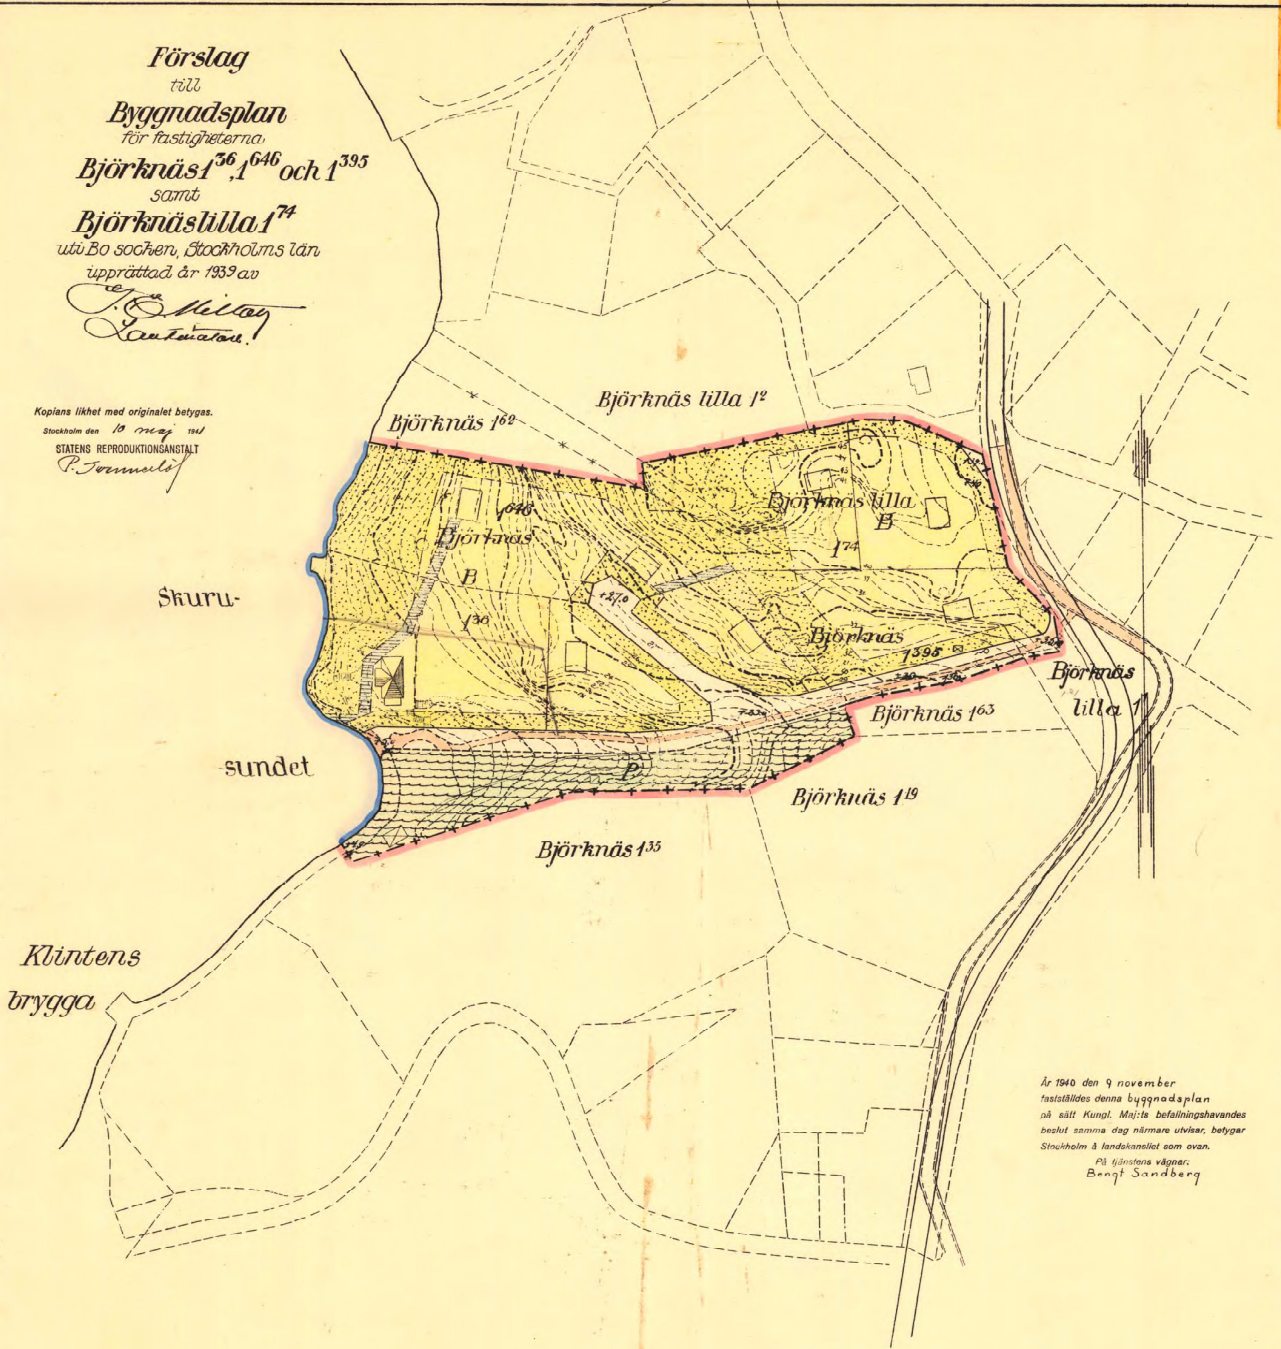 Förslag
till
Byggnadsplan
för fastigheterna
Björknäs 1³⁶, 1⁶⁴⁶ och 1³⁹⁵
samt
Björknäs lilla 1⁷⁴
uti Bo socken, Stockholms län
upprättad år 1939 av
Lantmätare.
Kopians likhet med originalet betygas.
Stockholm den 10 maj 1941
STATENS REPRODUKTIONSANSTALT
Björknäs 1⁶²
Björknäs lilla 1²
Björknäs lilla
B
1⁷⁴
1⁶⁴⁶
Björknäs
B
1³⁶
+27.0
Björknäs
1³⁹⁵
Skuru-
sundet
Björknäs
lilla 1
Björknäs 1⁶³
P
Björknäs 1¹⁹
Björknäs 1³⁵
Klintens
brygga
År 1940 den 9 november
fastställdes denna byggnadsplan
på sätt Kungl. Maj:ts befallningshavandes
beslut samma dag närmare utvisar, betygar
Stockholm å landskansliet som ovan.
På tjänstens vägnar:
Bengt Sandberg